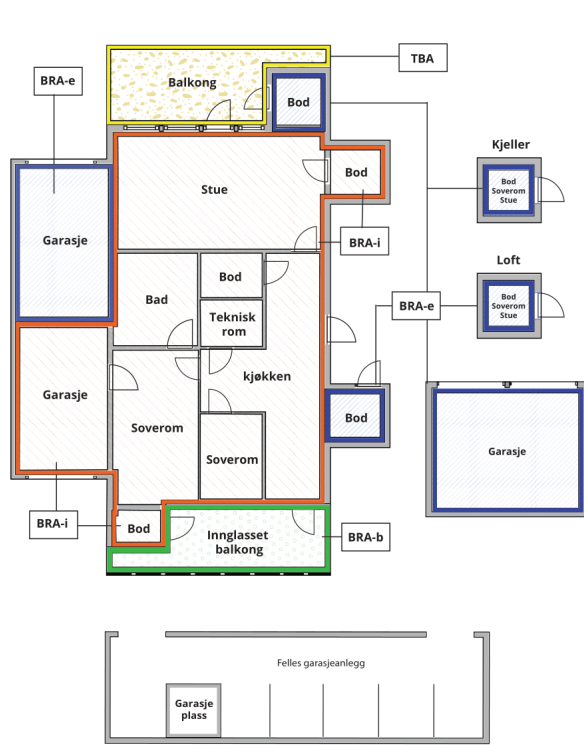 TBA
BRA-e
Balkong
Bod
Kjeller
Bod
Bod
Soverom
Stue
Stue
Garasje
BRA-i
Loft
Bod
Bad
BRA-e
Bod
Soverom
Stue
Teknisk
rom
kjøkken
Garasje
Bod
Soverom
Garasje
Soverom
BRA-i
Bod
Innglasset
balkong
BRA-b
Felles garasjeanlegg
Garasje
plass